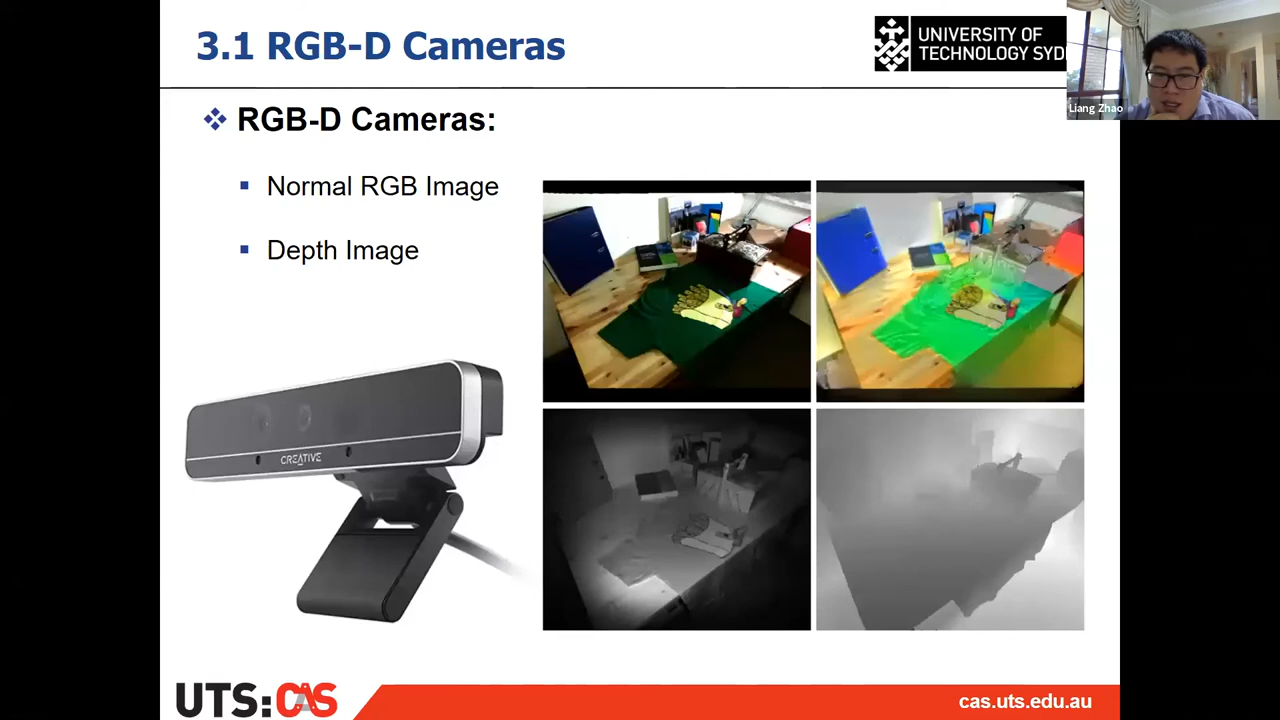 3.1 RGB-D Cameras
UNIVERSITY OF
TECHNOLOGY SYD
Liang Zhao
RGB-D Cameras:
Normal RGB Image
Depth Image
CREATIVE
UTS:CAS
cas.uts.edu.au